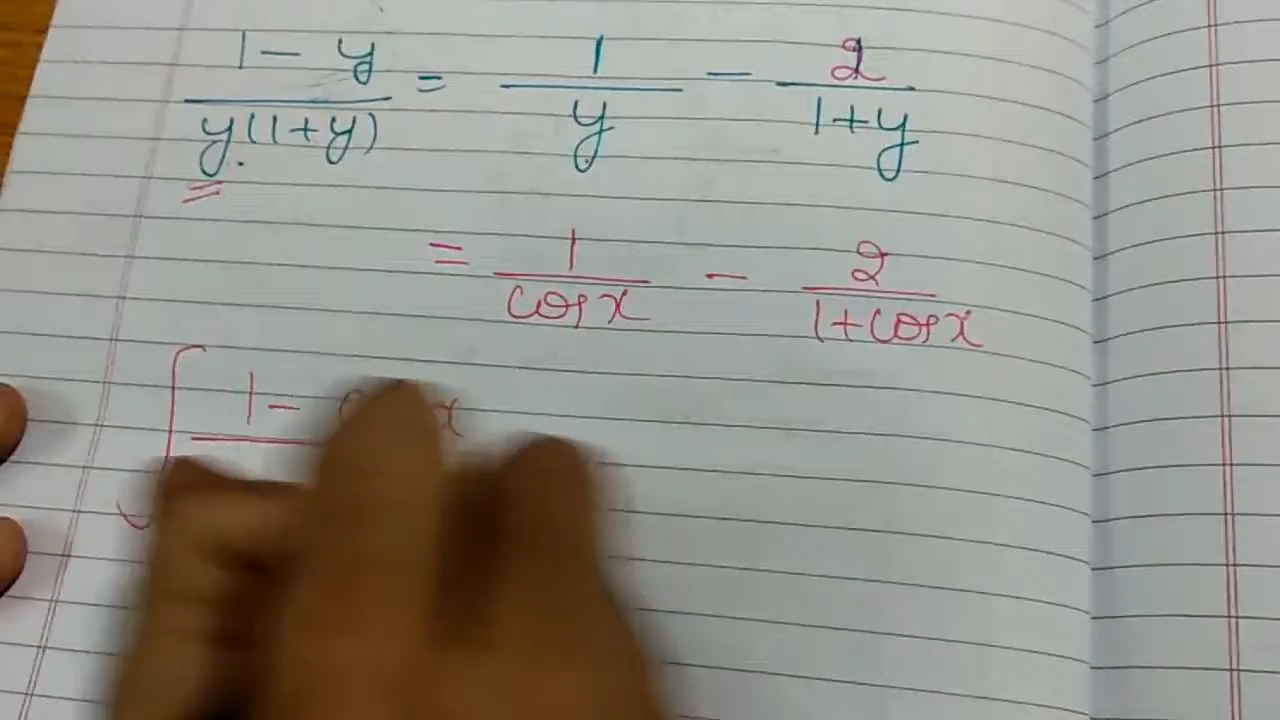 1 - y / y(1+y) = 1 / y - 2 / 1+y
= 1 / cos x - 2 / 1+cos x
∫ 1 - x